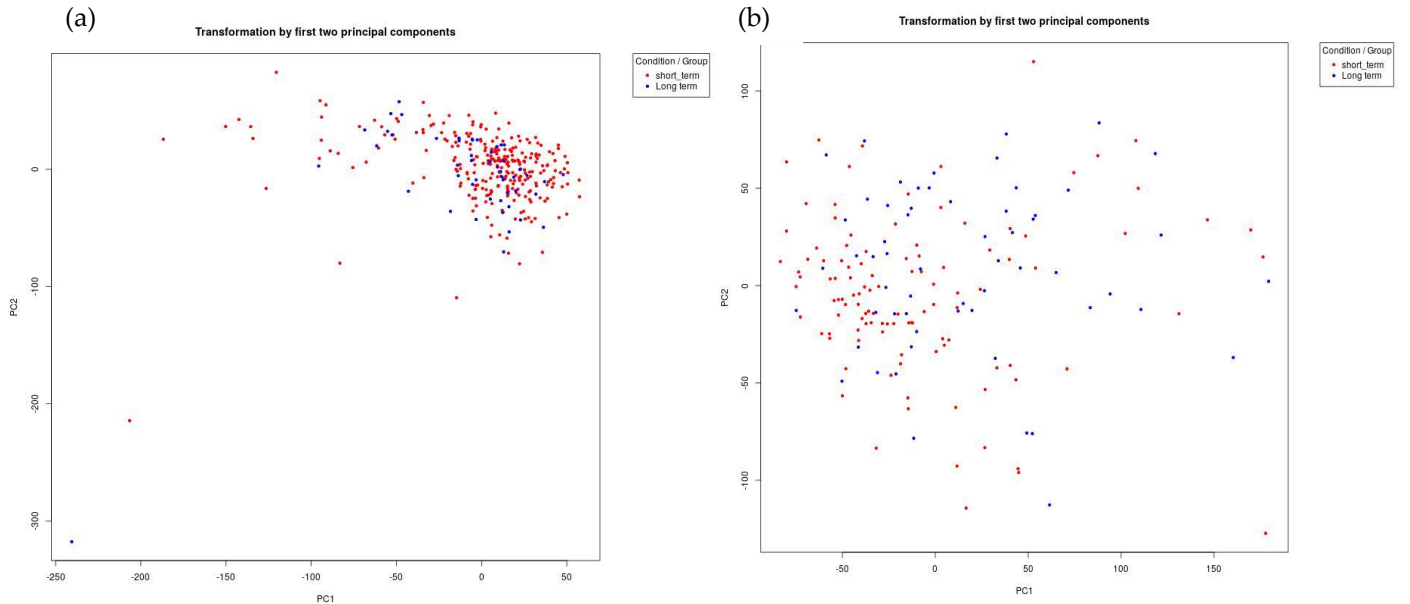 (a)
Transformation by first two principal components
Condition / Group
short_term
Long term
0
-100
-200
-300
PC2
-250
-200
-150
-100
-50
0
50
PC1
(b)
Transformation by first two principal components
Condition / Group
short_term
Long term
100
50
0
-50
-100
PC2
-50
0
50
100
150
PC1